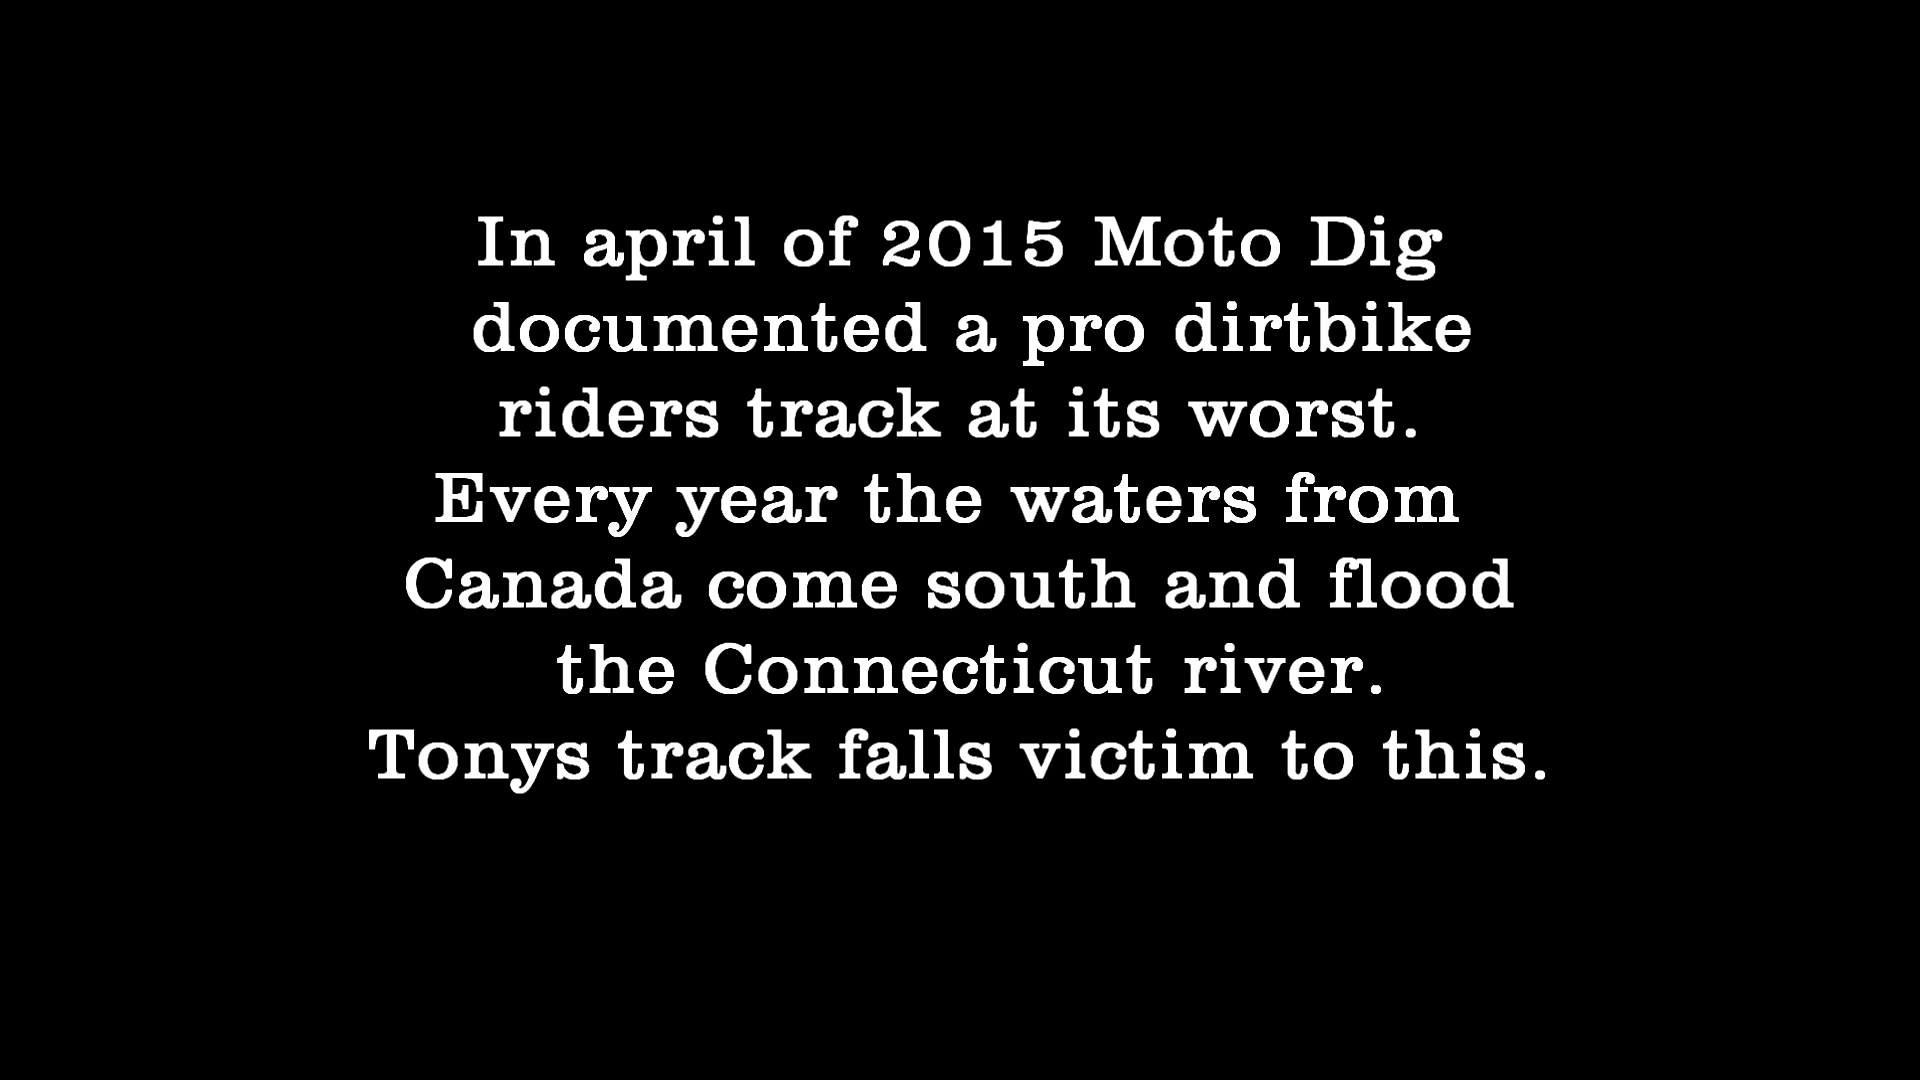 In april of 2015 Moto Dig
documented a pro dirtbike
riders track at its worst.
Every year the waters from
Canada come south and flood
the Connecticut river.
Tonys track falls victim to this.